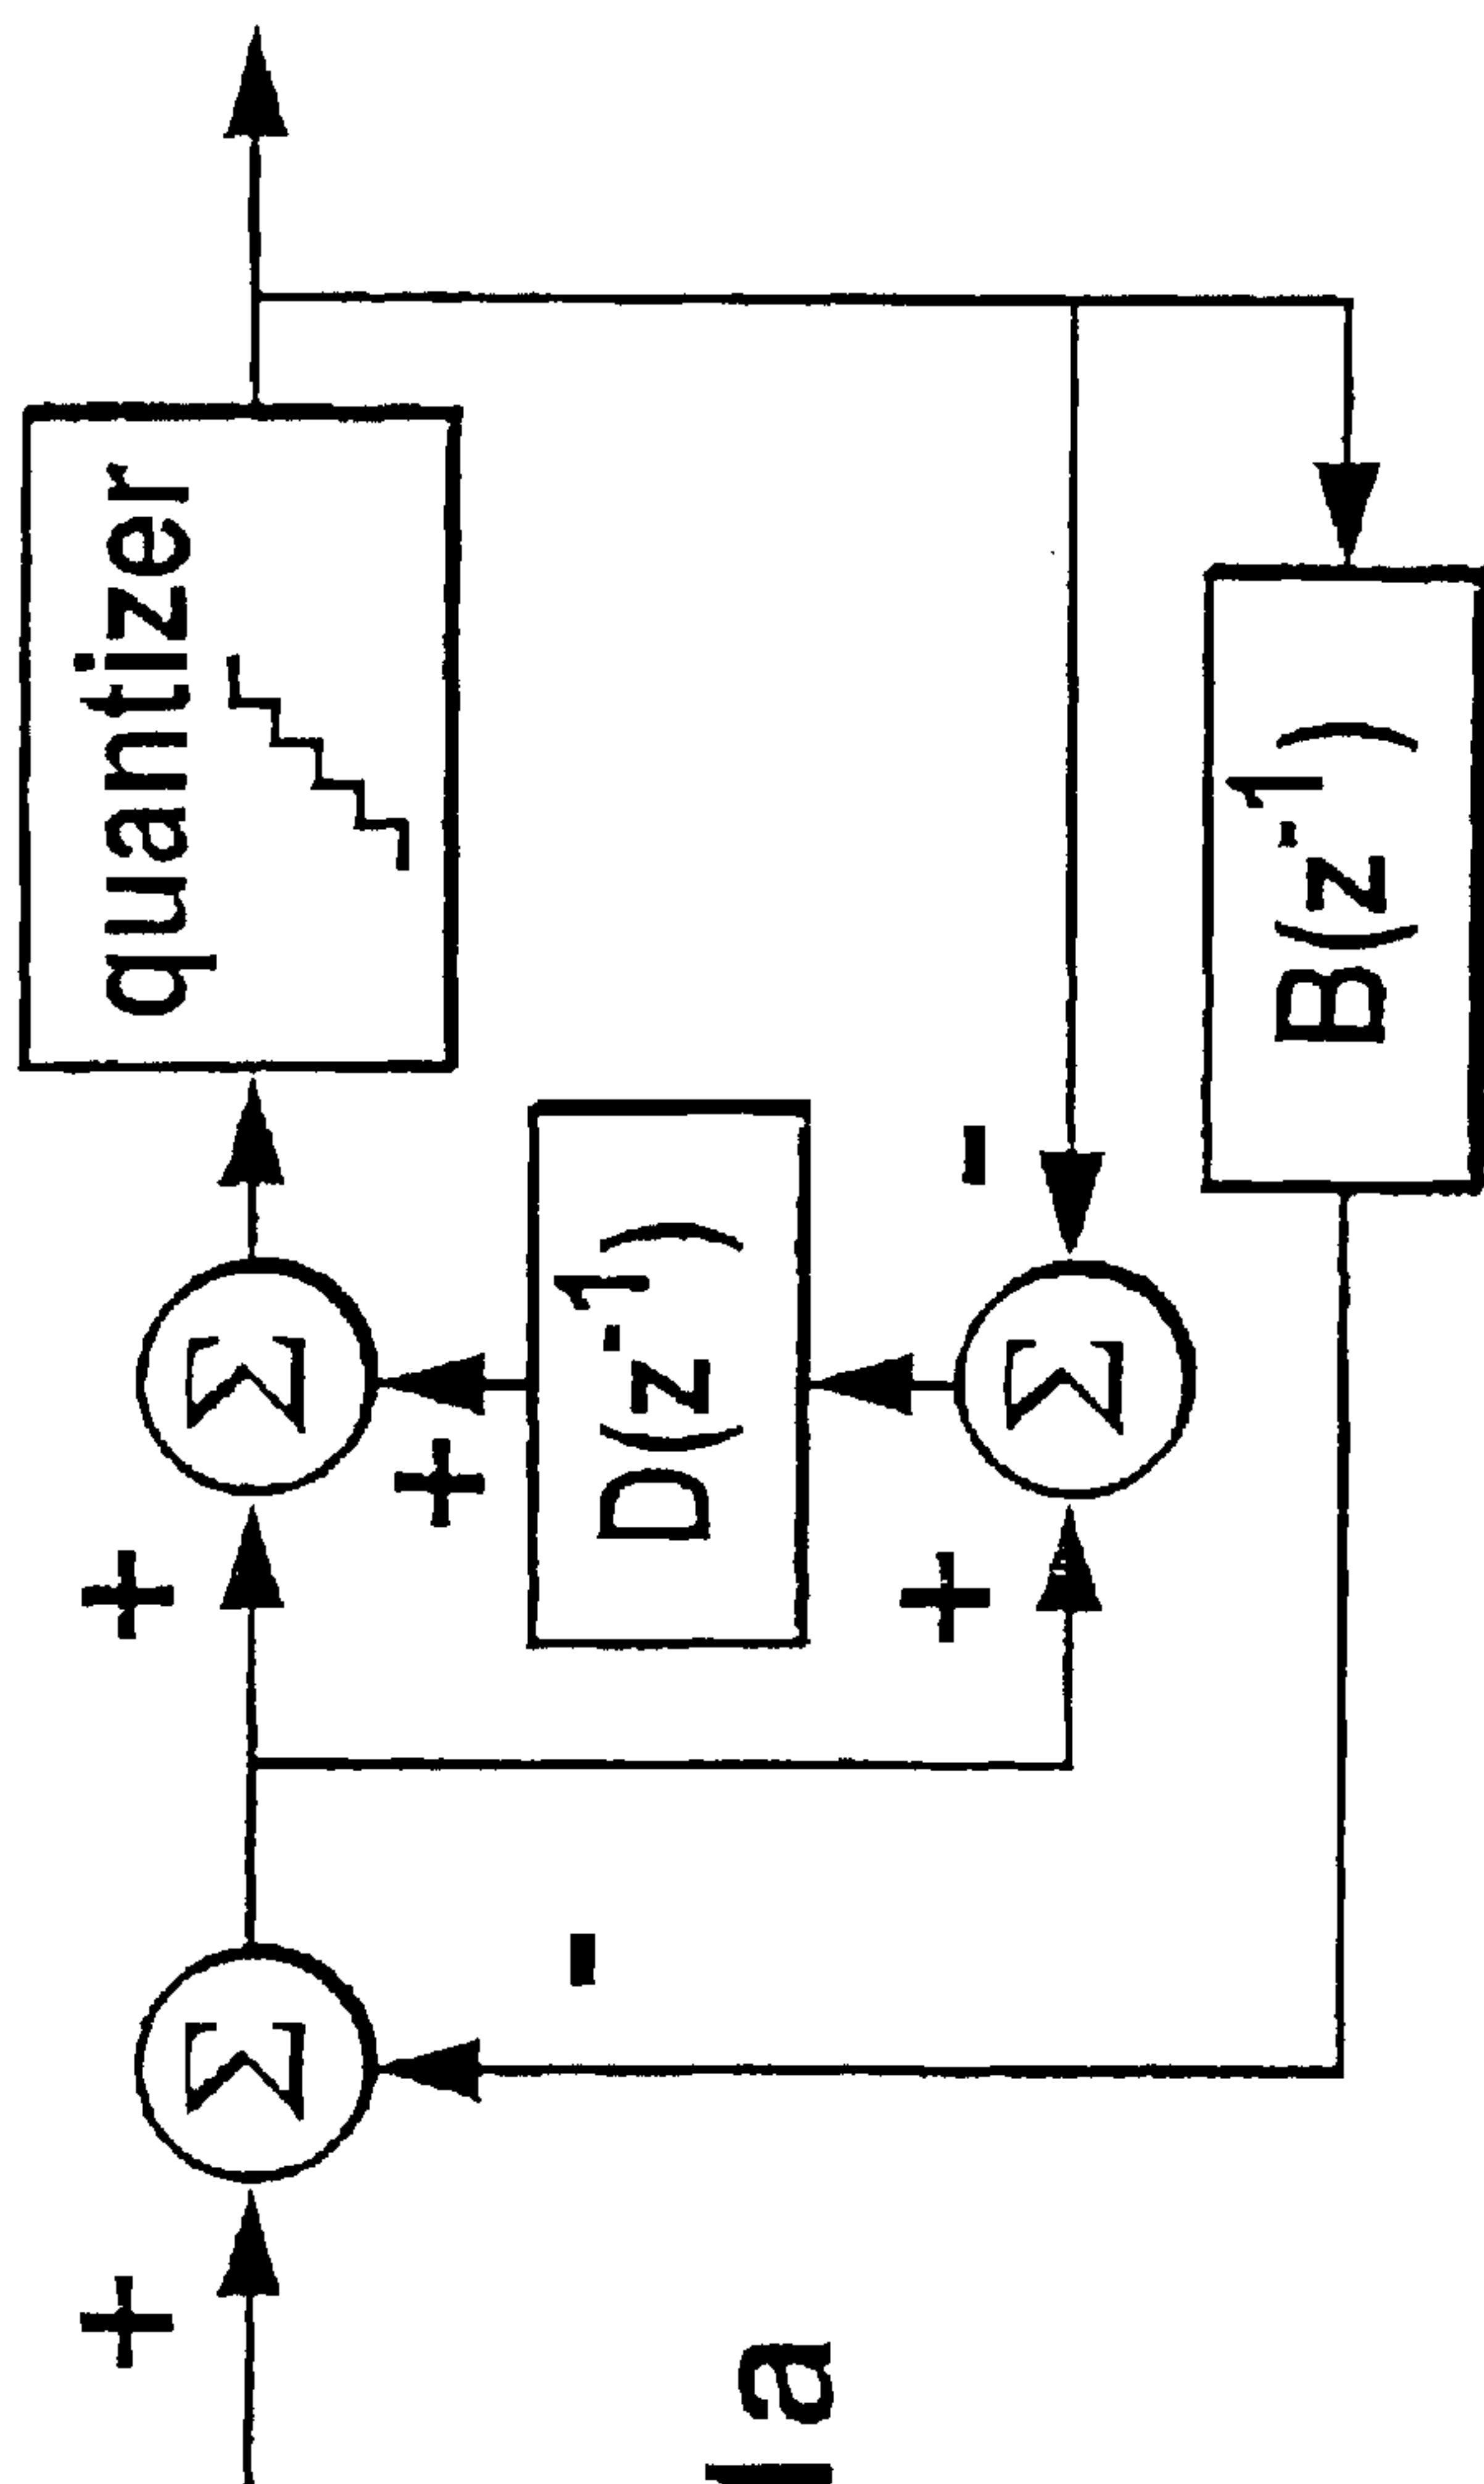 quantizer
Σ
Σ
Σ
+
+
+
+
-
-
D(z⁻¹)
B(z⁻¹)
a